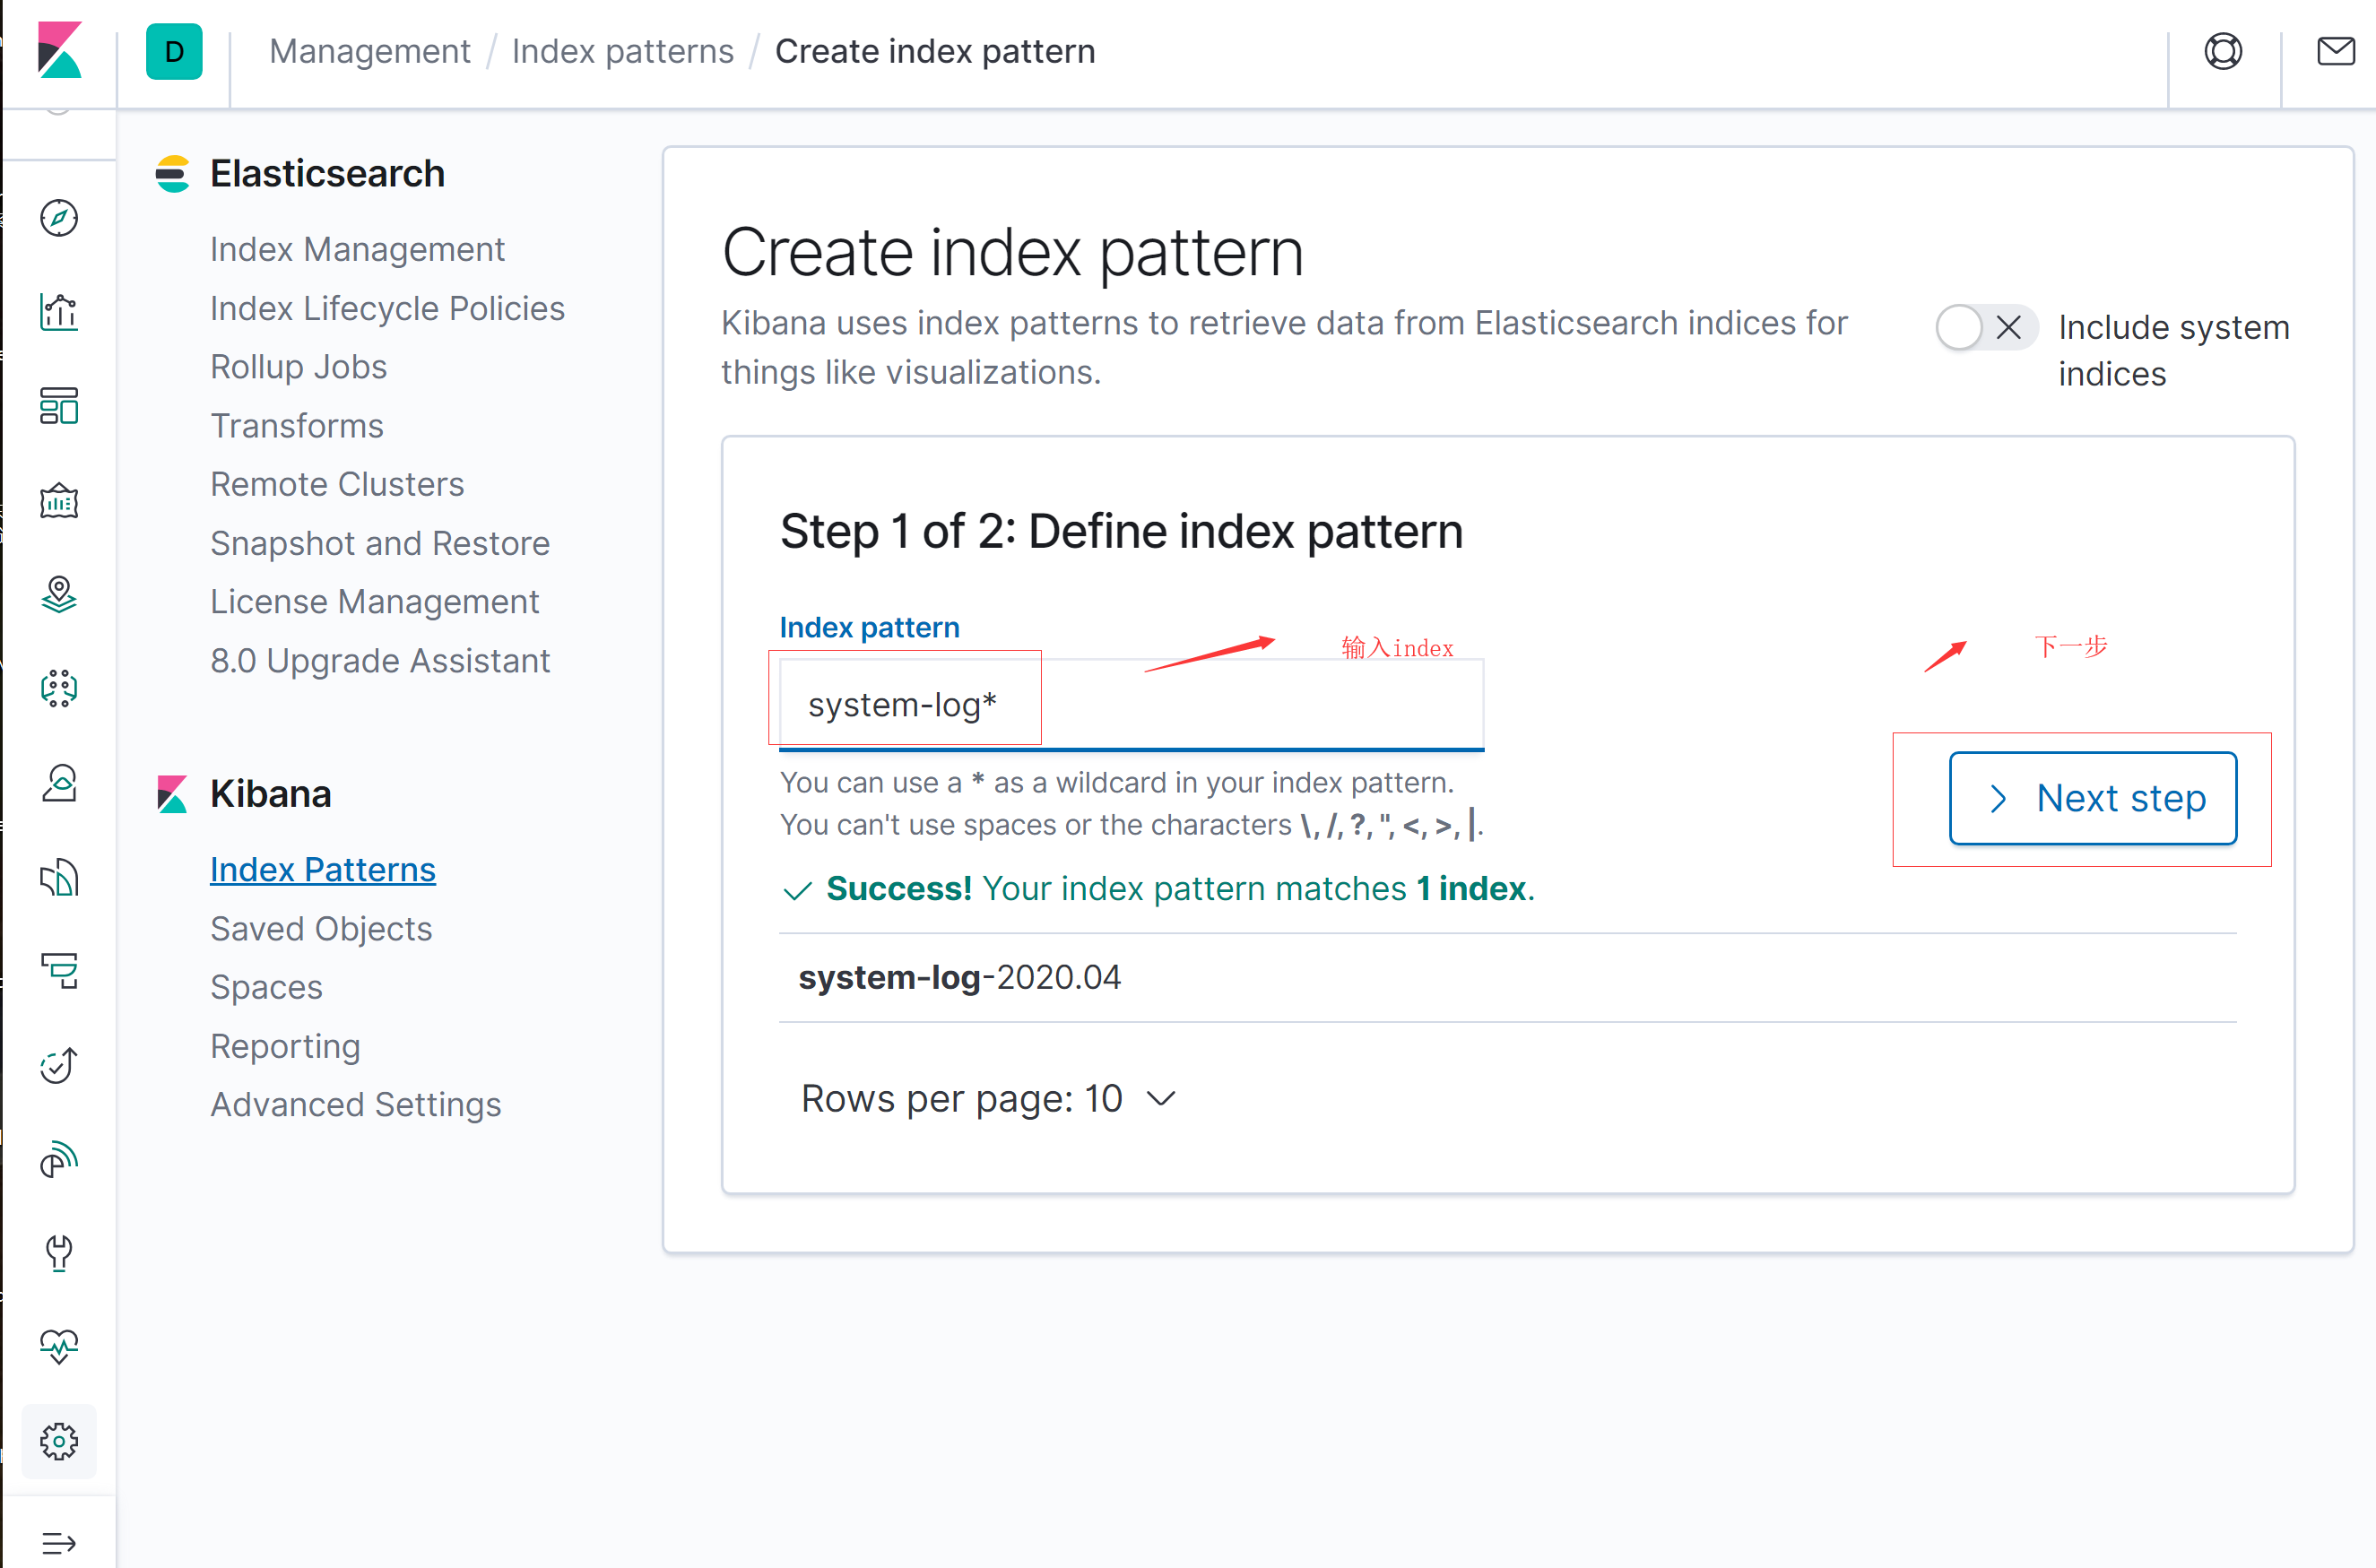 D
Management / Index patterns / Create index pattern
Elasticsearch
Index Management
Index Lifecycle Policies
Rollup Jobs
Transforms
Remote Clusters
Snapshot and Restore
License Management
8.0 Upgrade Assistant
Kibana
Index Patterns
Saved Objects
Spaces
Reporting
Advanced Settings
Create index pattern
Kibana uses index patterns to retrieve data from Elasticsearch indices for
things like visualizations.
Include system
indices
Step 1 of 2: Define index pattern
Index pattern
输入index
下一步
system-log*
You can use a * as a wildcard in your index pattern.
You can't use spaces or the characters \, /, ?, ", <, >, |.
Next step
Success! Your index pattern matches 1 index.
system-log-2020.04
Rows per page: 10